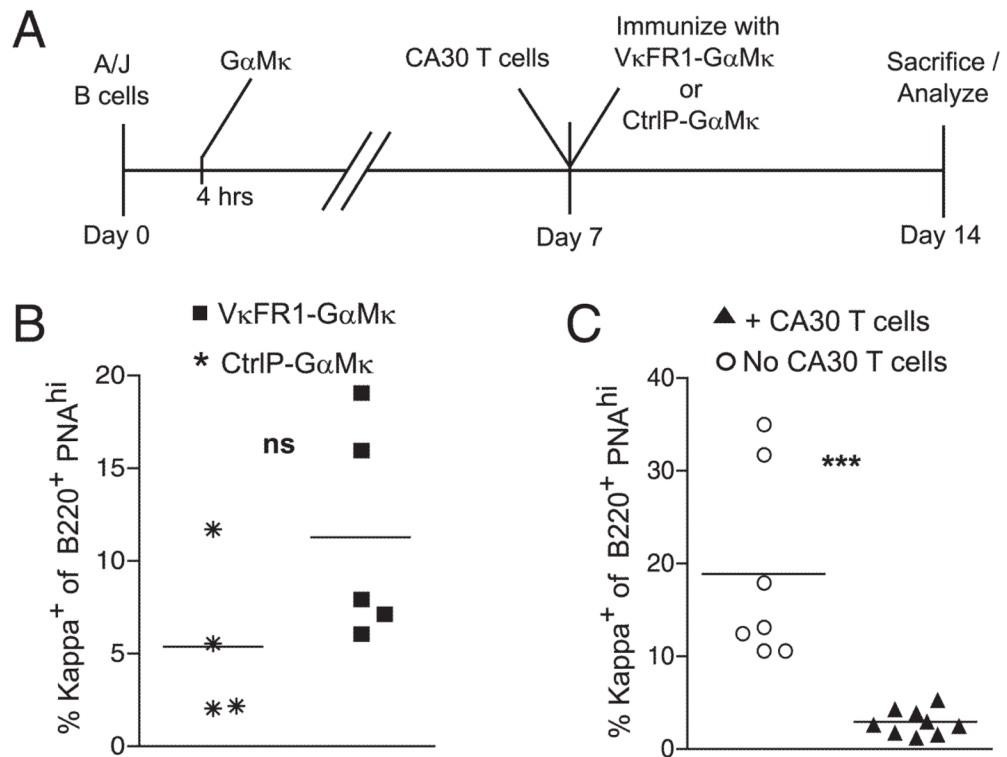 A
A/J
B cells
GαMκ
CA30 T cells
Immunize with
VκFR1-GαMκ
or
CtrlP-GαMκ
Sacrifice /
Analyze
4 hrs
Day 0
Day 7
Day 14
B
■ VκFR1-GαMκ
* CtrlP-GαMκ
% Kappa⁺ of B220⁺ PNAʰⁱ
20
15
10
5
0
ns
C
▲ + CA30 T cells
○ No CA30 T cells
% Kappa⁺ of B220⁺ PNAʰⁱ
40
30
20
10
0
***